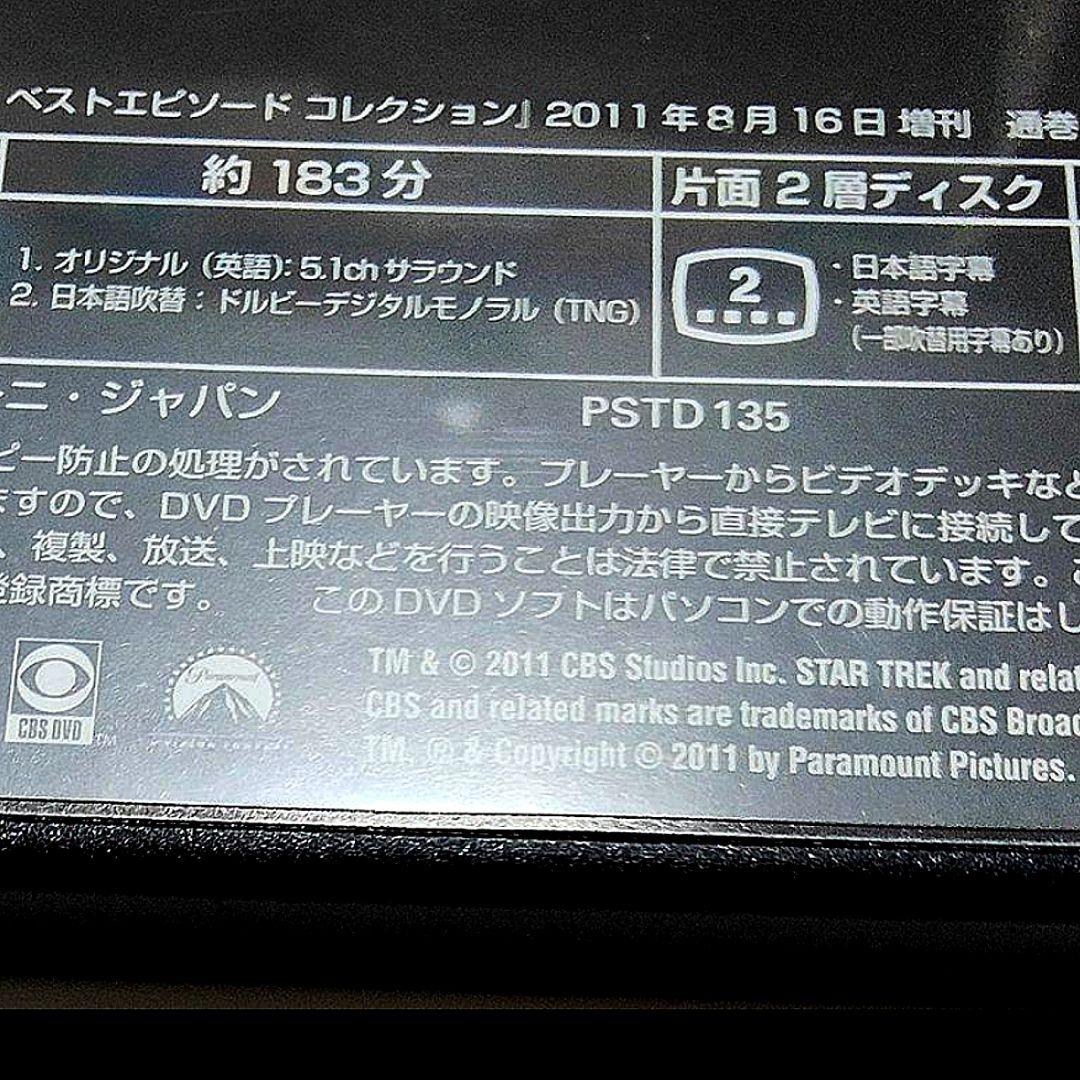 ベストエピソード コレクション』 2011年8月16日 増刊 通巻
約 183 分
片面 2 層ディスク
1. オリジナル (英語): 5.1ch サラウンド
2. 日本語吹替 : ドルビーデジタルモノラル (TNG)
2
・日本語字幕
・英語字幕
(一部吹替用字幕あり)
ーニ・ジャパン
PSTD 135
ピー防止の処理がされています。プレーヤーからビデオデッキなど
ますので、DVD プレーヤーの映像出力から直接テレビに接続して
、複製、放送、上映などを行うことは法律で禁止されています。こ
登録商標です。 この DVD ソフトはパソコンでの動作保証はし
CBS DVD TM
Paramount
TM & © 2011 CBS Studios Inc. STAR TREK and relat
CBS and related marks are trademarks of CBS Broad
TM, ® & Copyright © 2011 by Paramount Pictures.